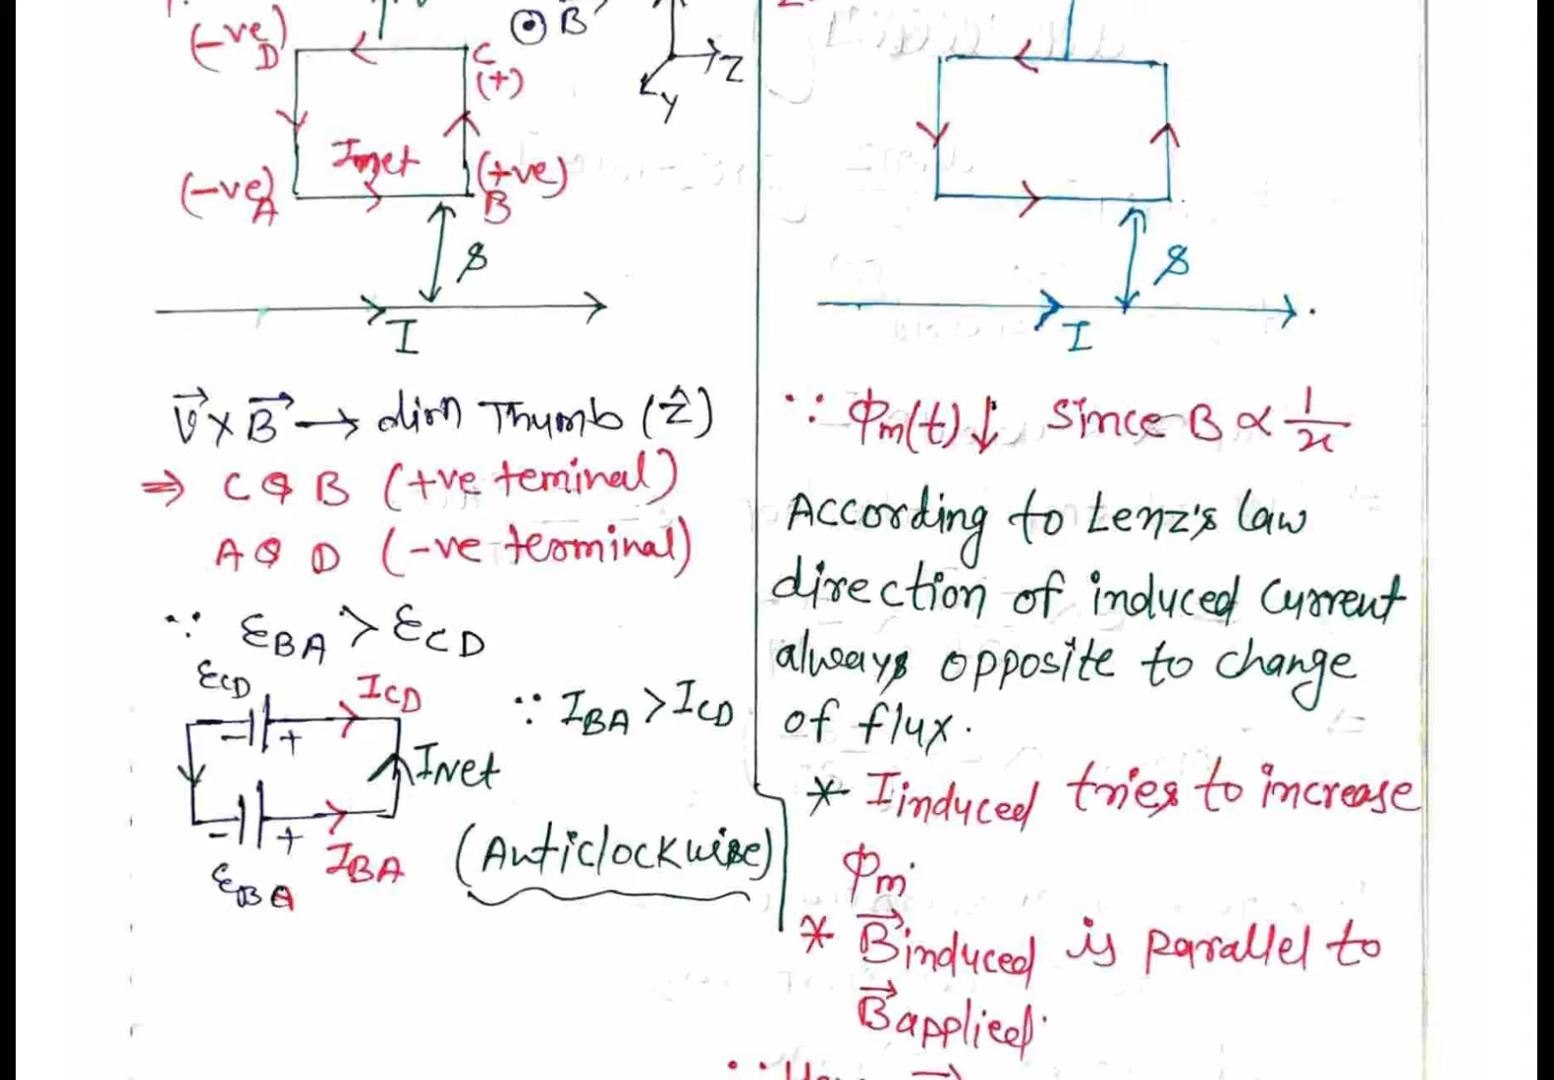 (-ve)
D
C
(+)
⊙ B
Z
Y
Inet
(-ve)
A
(+ve)
B
s
I
V⃗ x B⃗ → dirn Thumb (ẑ)
⇒ C & B (+ve teminal)
A & D (-ve terminal)
∵ εBA > εCD
εCD
ICD
- +
∵ IBA > ICD
INet
- +
IBA
εBA
(Anticlockwise)
s
I
∵ φm(t)↓ Since B ∝ 1/x
According to Lenz's law
direction of induced current
always opposite to change
of flux.
* Iinduced tries to increase
φm
* B⃗induced is parallel to
B⃗applied.